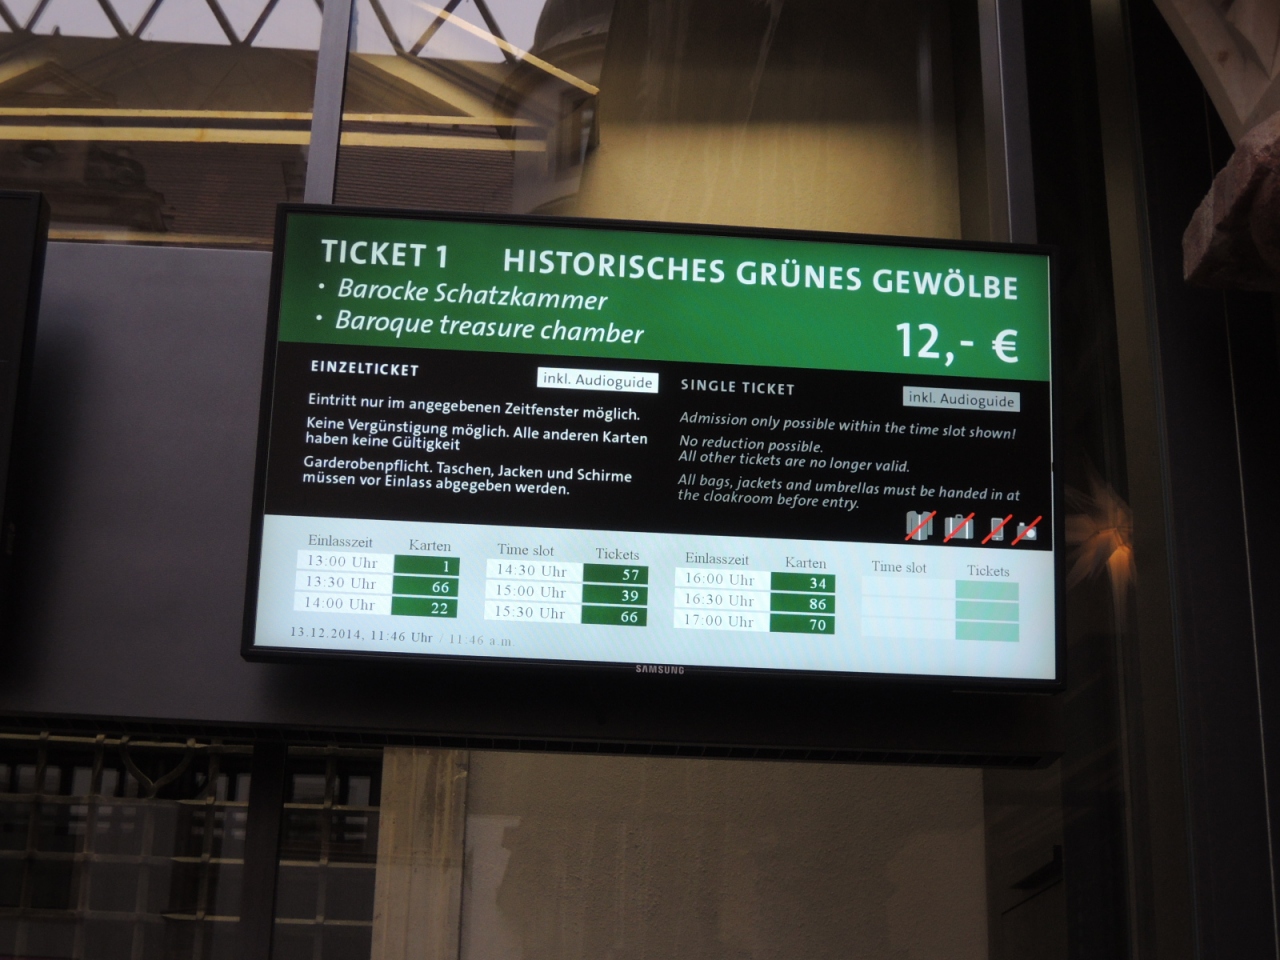 TICKET 1 HISTORISCHES GRÜNES GEWÖLBE
• Barocke Schatzkammer
• Baroque treasure chamber
12,- €
EINZELTICKET inkl. Audioguide
Eintritt nur im angegebenen Zeitfenster möglich.
Keine Vergünstigung möglich. Alle anderen Karten
haben keine Gültigkeit
Garderobenpflicht. Taschen, Jacken und Schirme
müssen vor Einlass abgegeben werden.
SINGLE TICKET inkl. Audioguide
Admission only possible within the time slot shown!
No reduction possible.
All other tickets are no longer valid.
All bags, jackets and umbrellas must be handed in at
the cloakroom before entry.
Einlasszeit Karten
13:00 Uhr 1
13:30 Uhr 66
14:00 Uhr 22
Time slot Tickets
14:30 Uhr 57
15:00 Uhr 39
15:30 Uhr 66
Einlasszeit Karten
16:00 Uhr 34
16:30 Uhr 86
17:00 Uhr 70
Time slot Tickets
13.12.2014, 11:46 Uhr / 11:46 a.m.
SAMSUNG